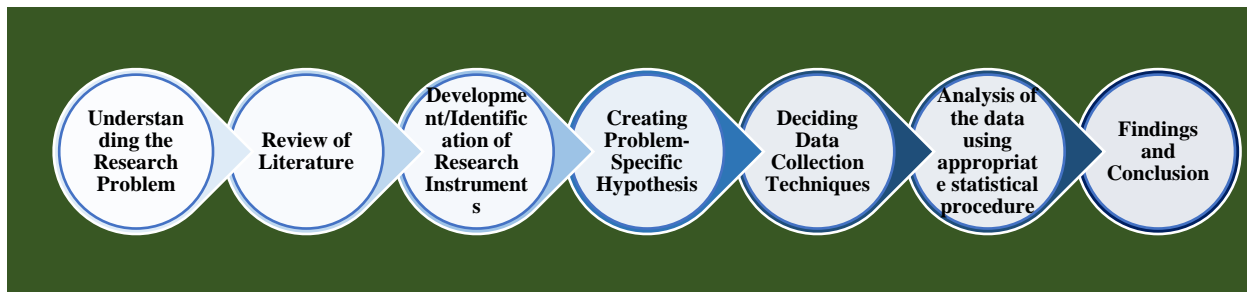 Understan
ding the
Research
Problem
Review of
Literature
Developme
nt/Identific
ation of
Research
Instrument
s
Creating
Problem-
Specific
Hypothesis
Deciding
Data
Collection
Techniques
Analysis of
the data
using
appropriat
e statistical
procedure
Findings
and
Conclusion